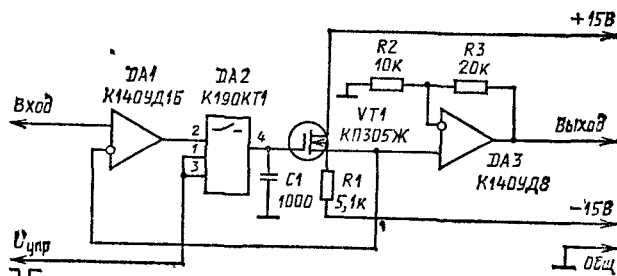 +15В
R2
10к
R3
20к
DA1
К140УД1Б
DA2
К190КТ1
Вход
2
1
3
4
VT1
КП305Ж
C1
1000
R1
5,1к
Выход
DA3
К140УД8
-15В
Uупр
Общ